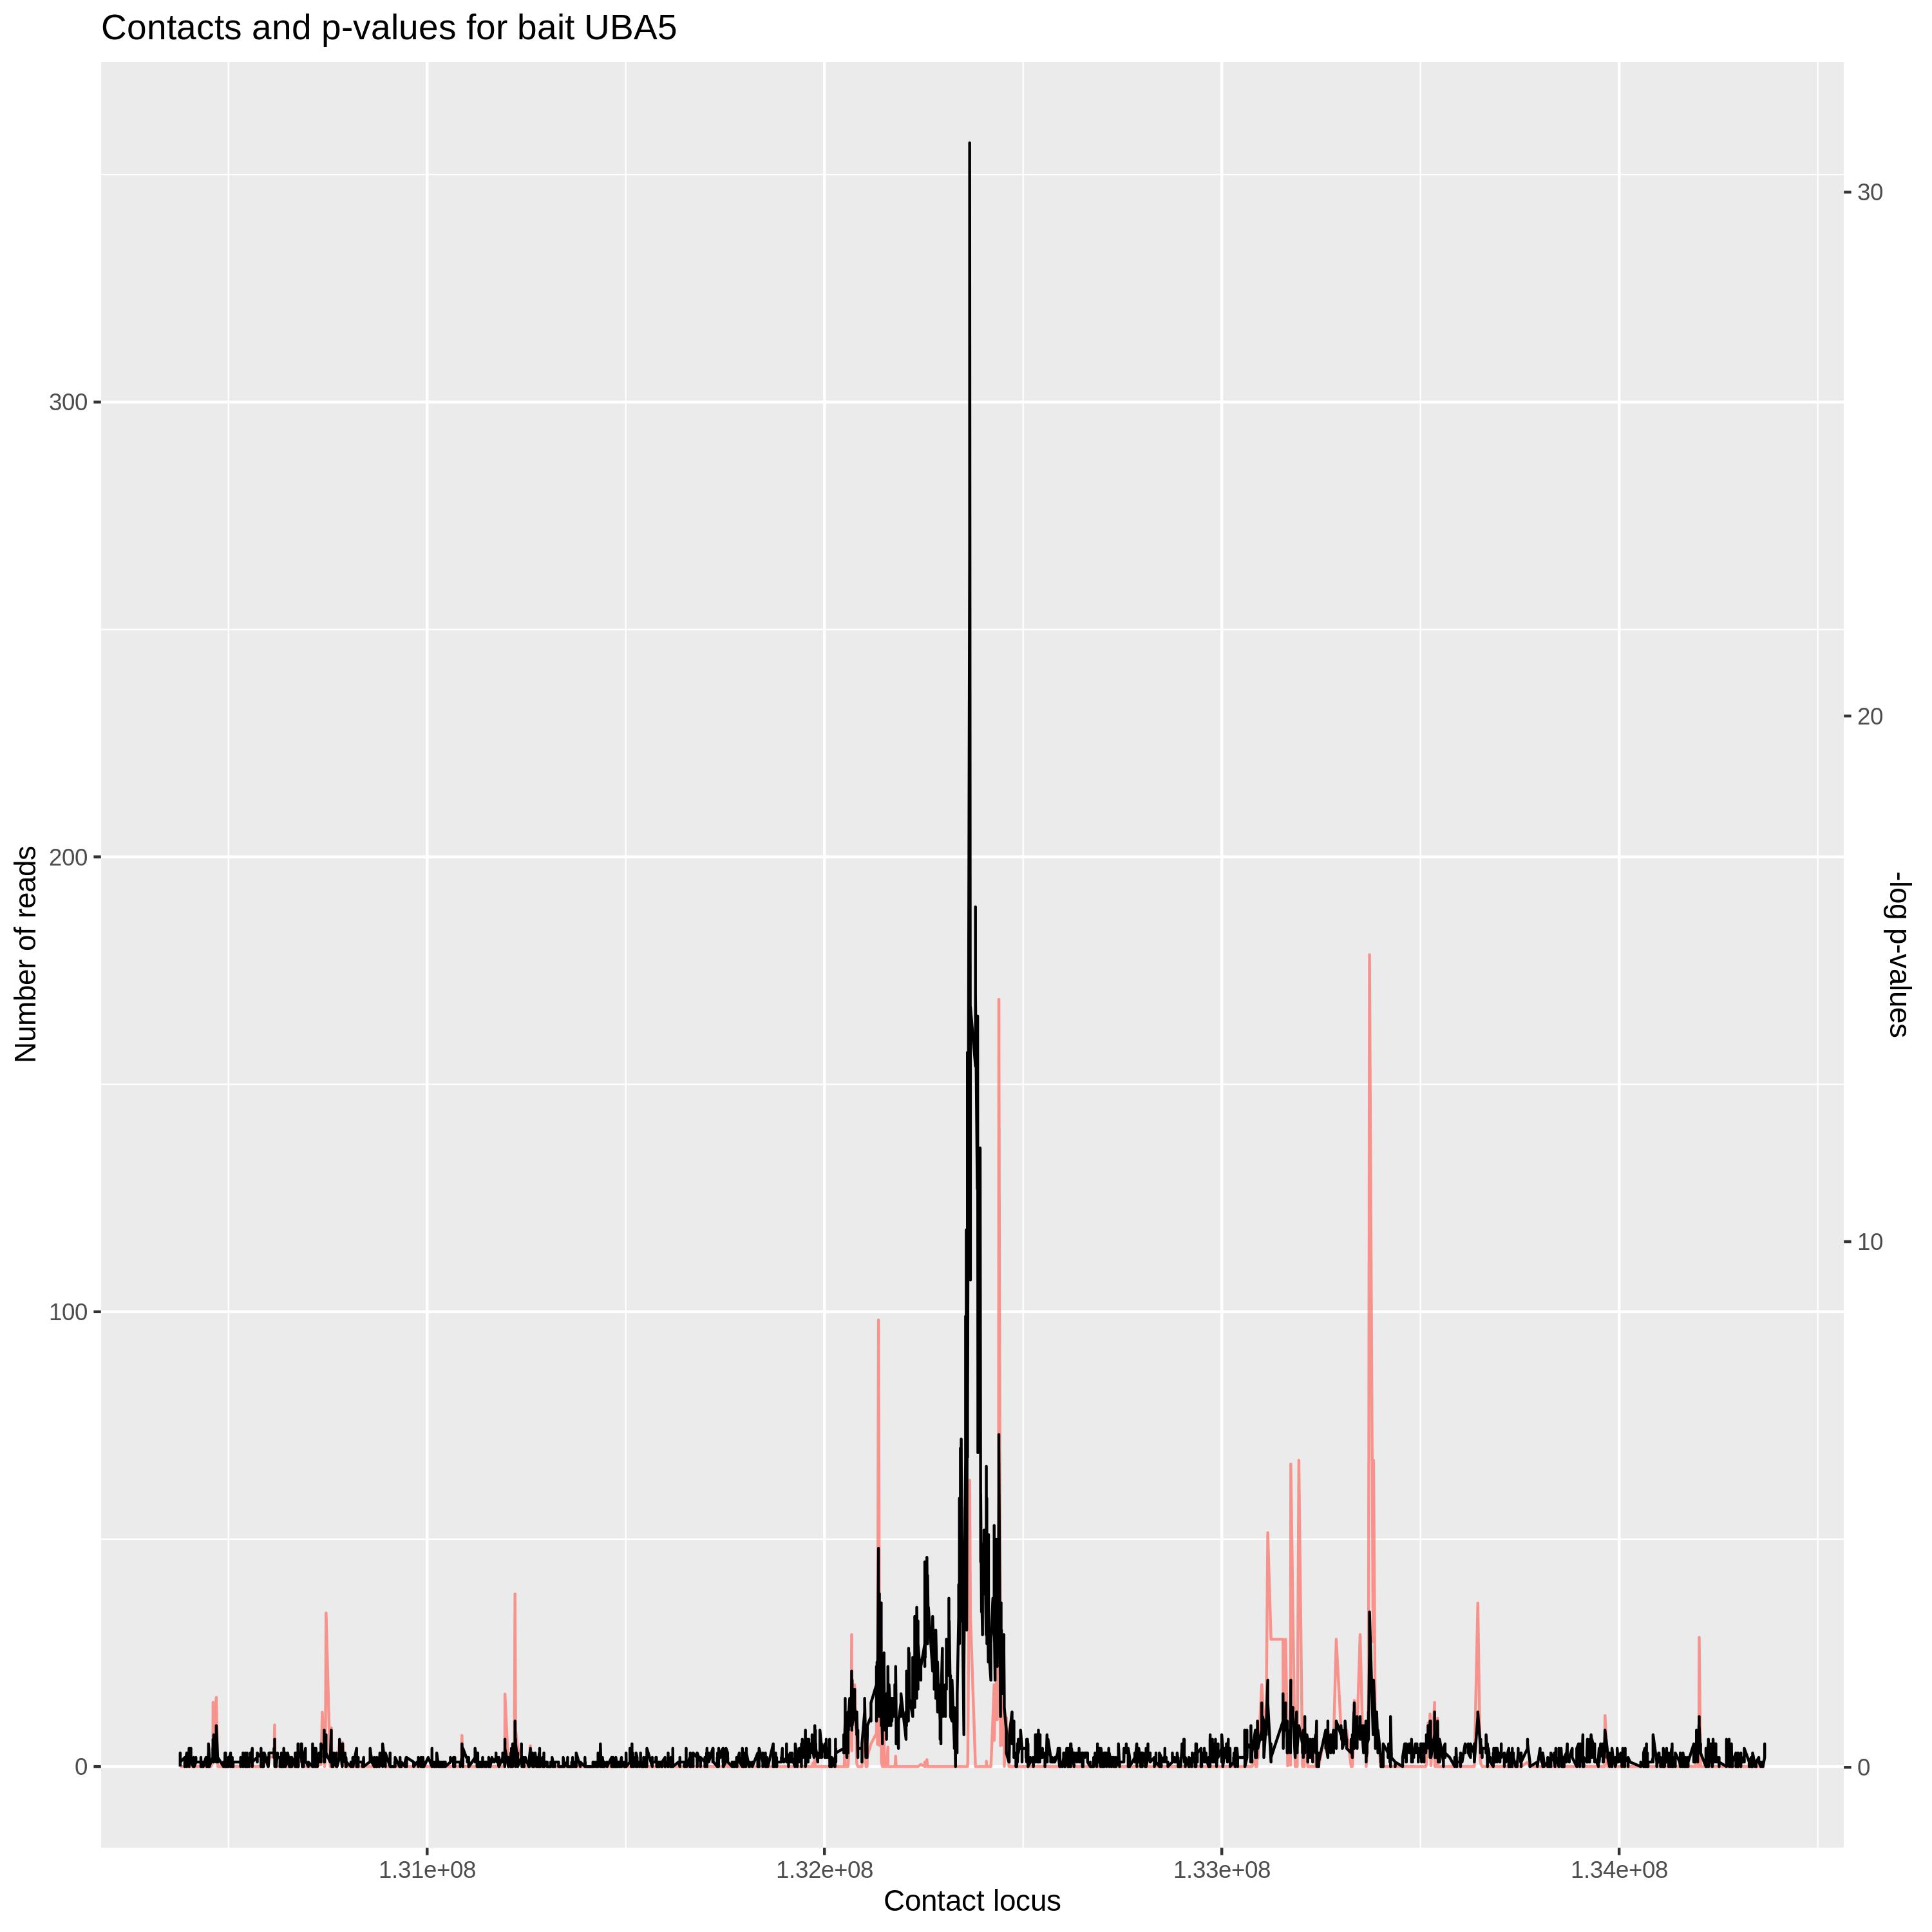 Contacts and p-values for bait UBA5
300
200
100
0
Number of reads
30
20
10
0
-log p-values
1.31e+08
1.32e+08
1.33e+08
1.34e+08
Contact locus